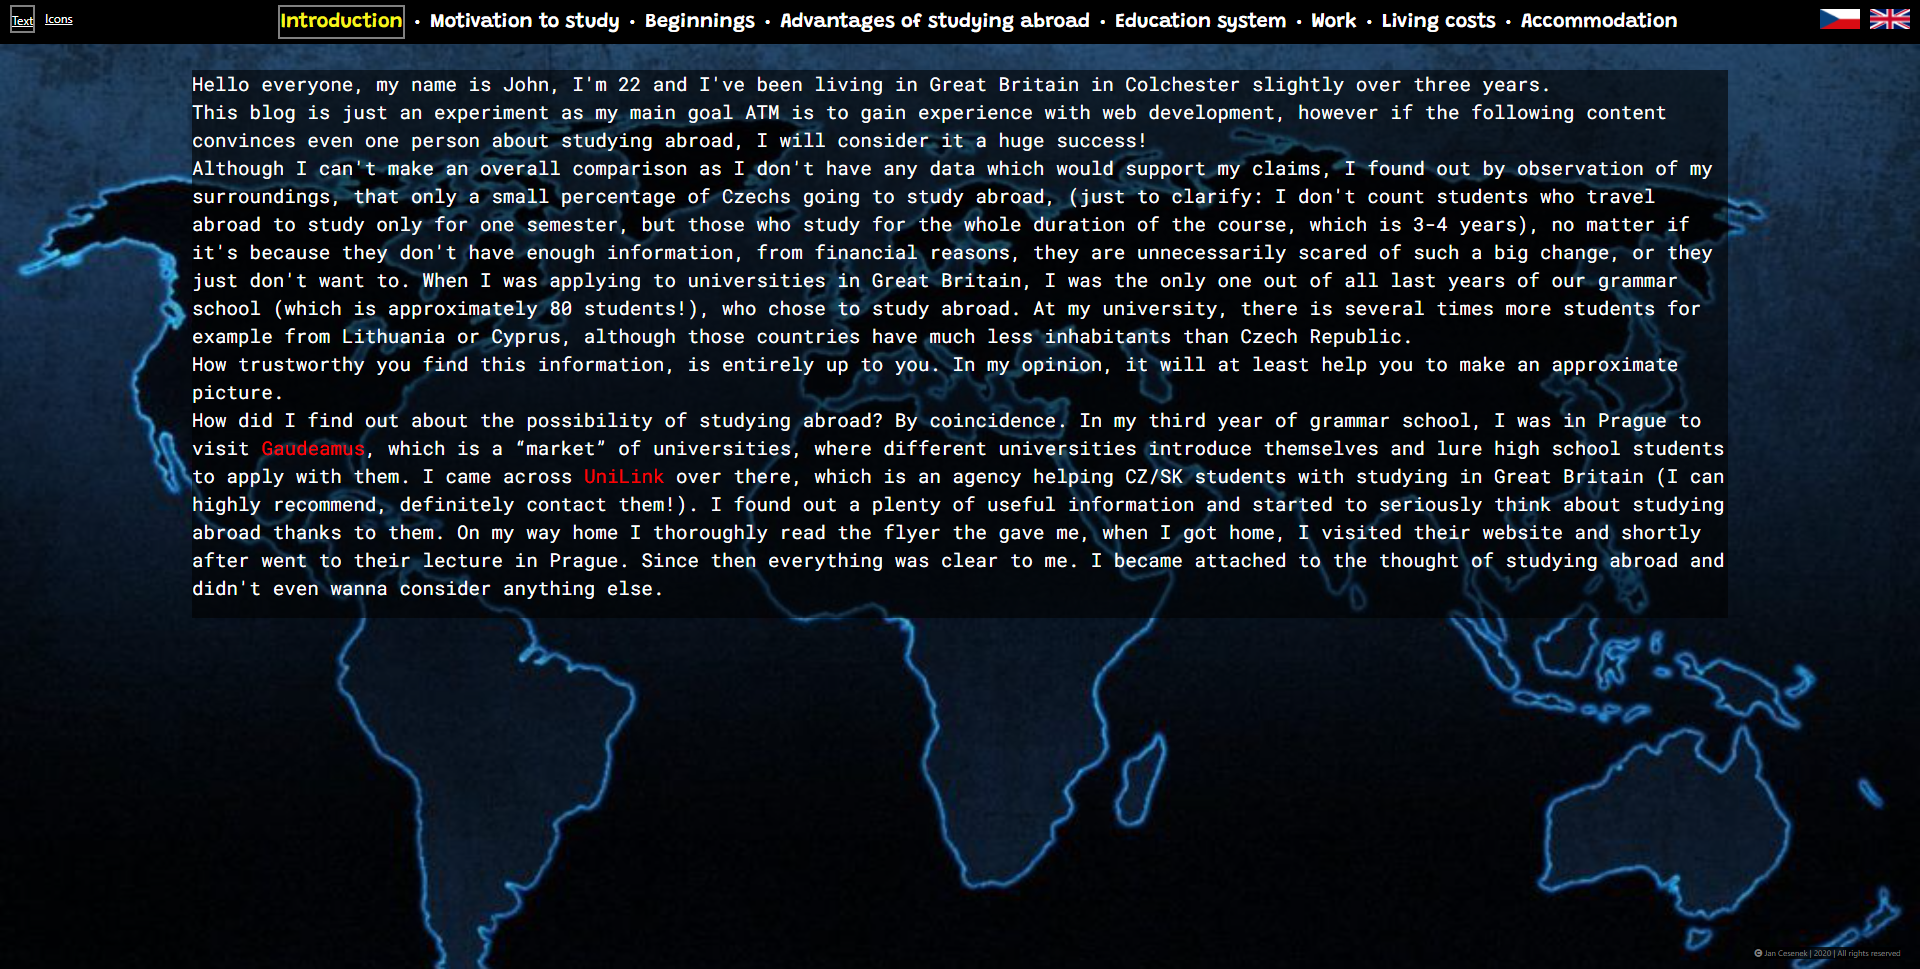 Text Icons Introduction • Motivation to study • Beginnings • Advantages of studying abroad • Education system • Work • Living costs • Accommodation
Hello everyone, my name is John, I'm 22 and I've been living in Great Britain in Colchester slightly over three years.
This blog is just an experiment as my main goal ATM is to gain experience with web development, however if the following content
convinces even one person about studying abroad, I will consider it a huge success!
Although I can't make an overall comparison as I don't have any data which would support my claims, I found out by observation of my
surroundings, that only a small percentage of Czechs going to study abroad, (just to clarify: I don't count students who travel
abroad to study only for one semester, but those who study for the whole duration of the course, which is 3-4 years), no matter if
it's because they don't have enough information, from financial reasons, they are unnecessarily scared of such a big change, or they
just don't want to. When I was applying to universities in Great Britain, I was the only one out of all last years of our grammar
school (which is approximately 80 students!), who chose to study abroad. At my university, there is several times more students for
example from Lithuania or Cyprus, although those countries have much less inhabitants than Czech Republic.
How trustworthy you find this information, is entirely up to you. In my opinion, it will at least help you to make an approximate
picture.
How did I find out about the possibility of studying abroad? By coincidence. In my third year of grammar school, I was in Prague to
visit Gaudeamus, which is a “market” of universities, where different universities introduce themselves and lure high school students
to apply with them. I came across UniLink over there, which is an agency helping CZ/SK students with studying in Great Britain (I can
highly recommend, definitely contact them!). I found out a plenty of useful information and started to seriously think about studying
abroad thanks to them. On my way home I thoroughly read the flyer the gave me, when I got home, I visited their website and shortly
after went to their lecture in Prague. Since then everything was clear to me. I became attached to the thought of studying abroad and
didn't even wanna consider anything else.
© Jan Cesenek | 2020 | All rights reserved